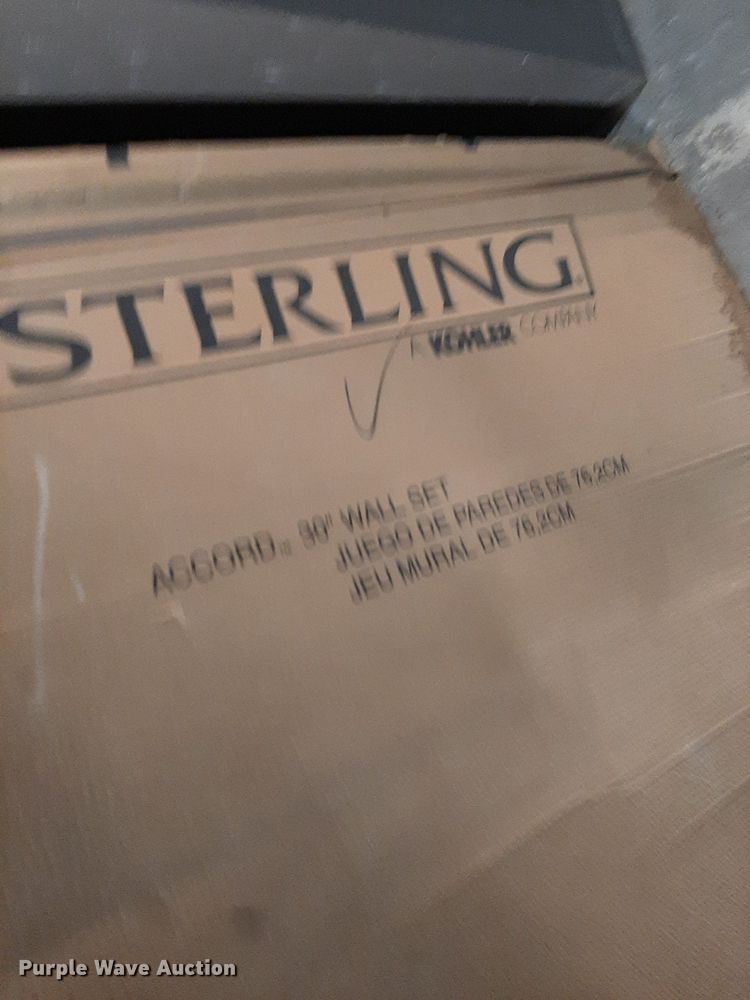 STERLING®
A KOHLER COMPANY
ACCORD™ 30" WALL SET
JUEGO DE PAREDES DE 76,2CM
JEU MURAL DE 76,2CM
Purple Wave Auction